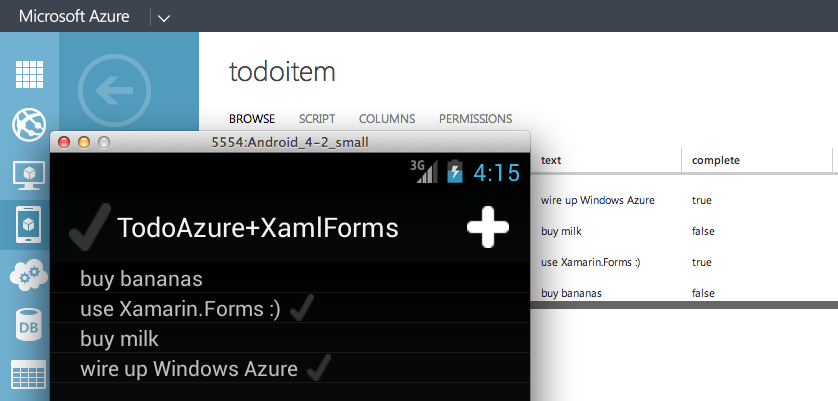 Microsoft Azure
todoitem
BROWSE SCRIPT COLUMNS PERMISSIONS
5554:Android_4-2_small
3G 4:15
TodoAzure+XamlForms
buy bananas
use Xamarin.Forms :)
buy milk
wire up Windows Azure
text complete
wire up Windows Azure true
buy milk false
use Xamarin.Forms :) true
buy bananas false
DB